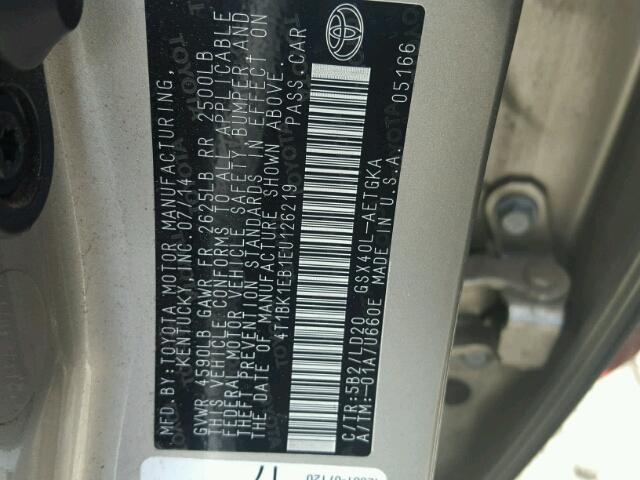 MFD. BY: TOYOTA MOTOR MANUFACTURING,
KENTUCKY, INC. 07/14
GVWR 4590LB GAWR FR 2625LB RR 2500LB
THIS VEHICLE CONFORMS TO ALL APPLICABLE
FEDERAL MOTOR VEHICLE SAFETY, BUMPER, AND
THEFT PREVENTION STANDARDS IN EFFECT ON
THE DATE OF MANUFACTURE SHOWN ABOVE.
4T1BK1EB1EU126219 PASS. CAR
C/TR:5B2/LD20 GSX40L-AETGKA
A/TM:-01A/U660E MADE IN U.S.A.
05166
17